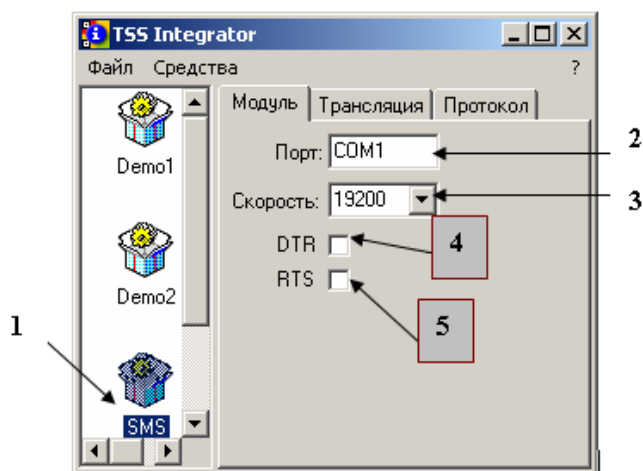 TSS Integrator
Файл Средства ?
Модуль Трансляция Протокол
Порт: COM1
2
Demo1
Скорость: 19200
3
DTR
4
RTS
Demo2
5
1
SMS